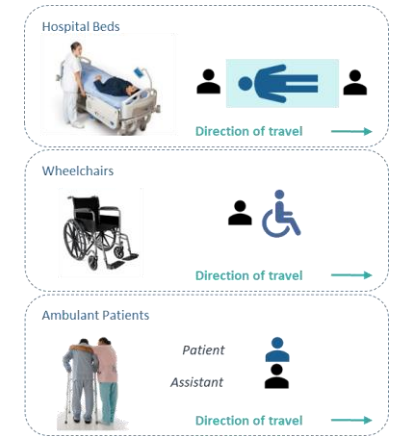 Hospital Beds
Direction of travel
Wheelchairs
Direction of travel
Ambulant Patients
Patient
Assistant
Direction of travel